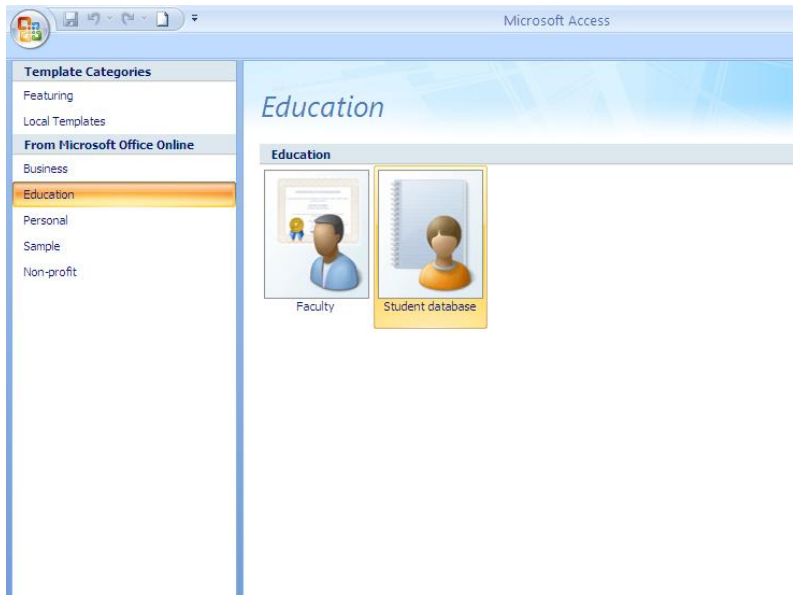 Microsoft Access
Template Categories
Featuring
Local Templates
From Microsoft Office Online
Business
Education
Personal
Sample
Non-profit
Education
Education
Faculty
Student database